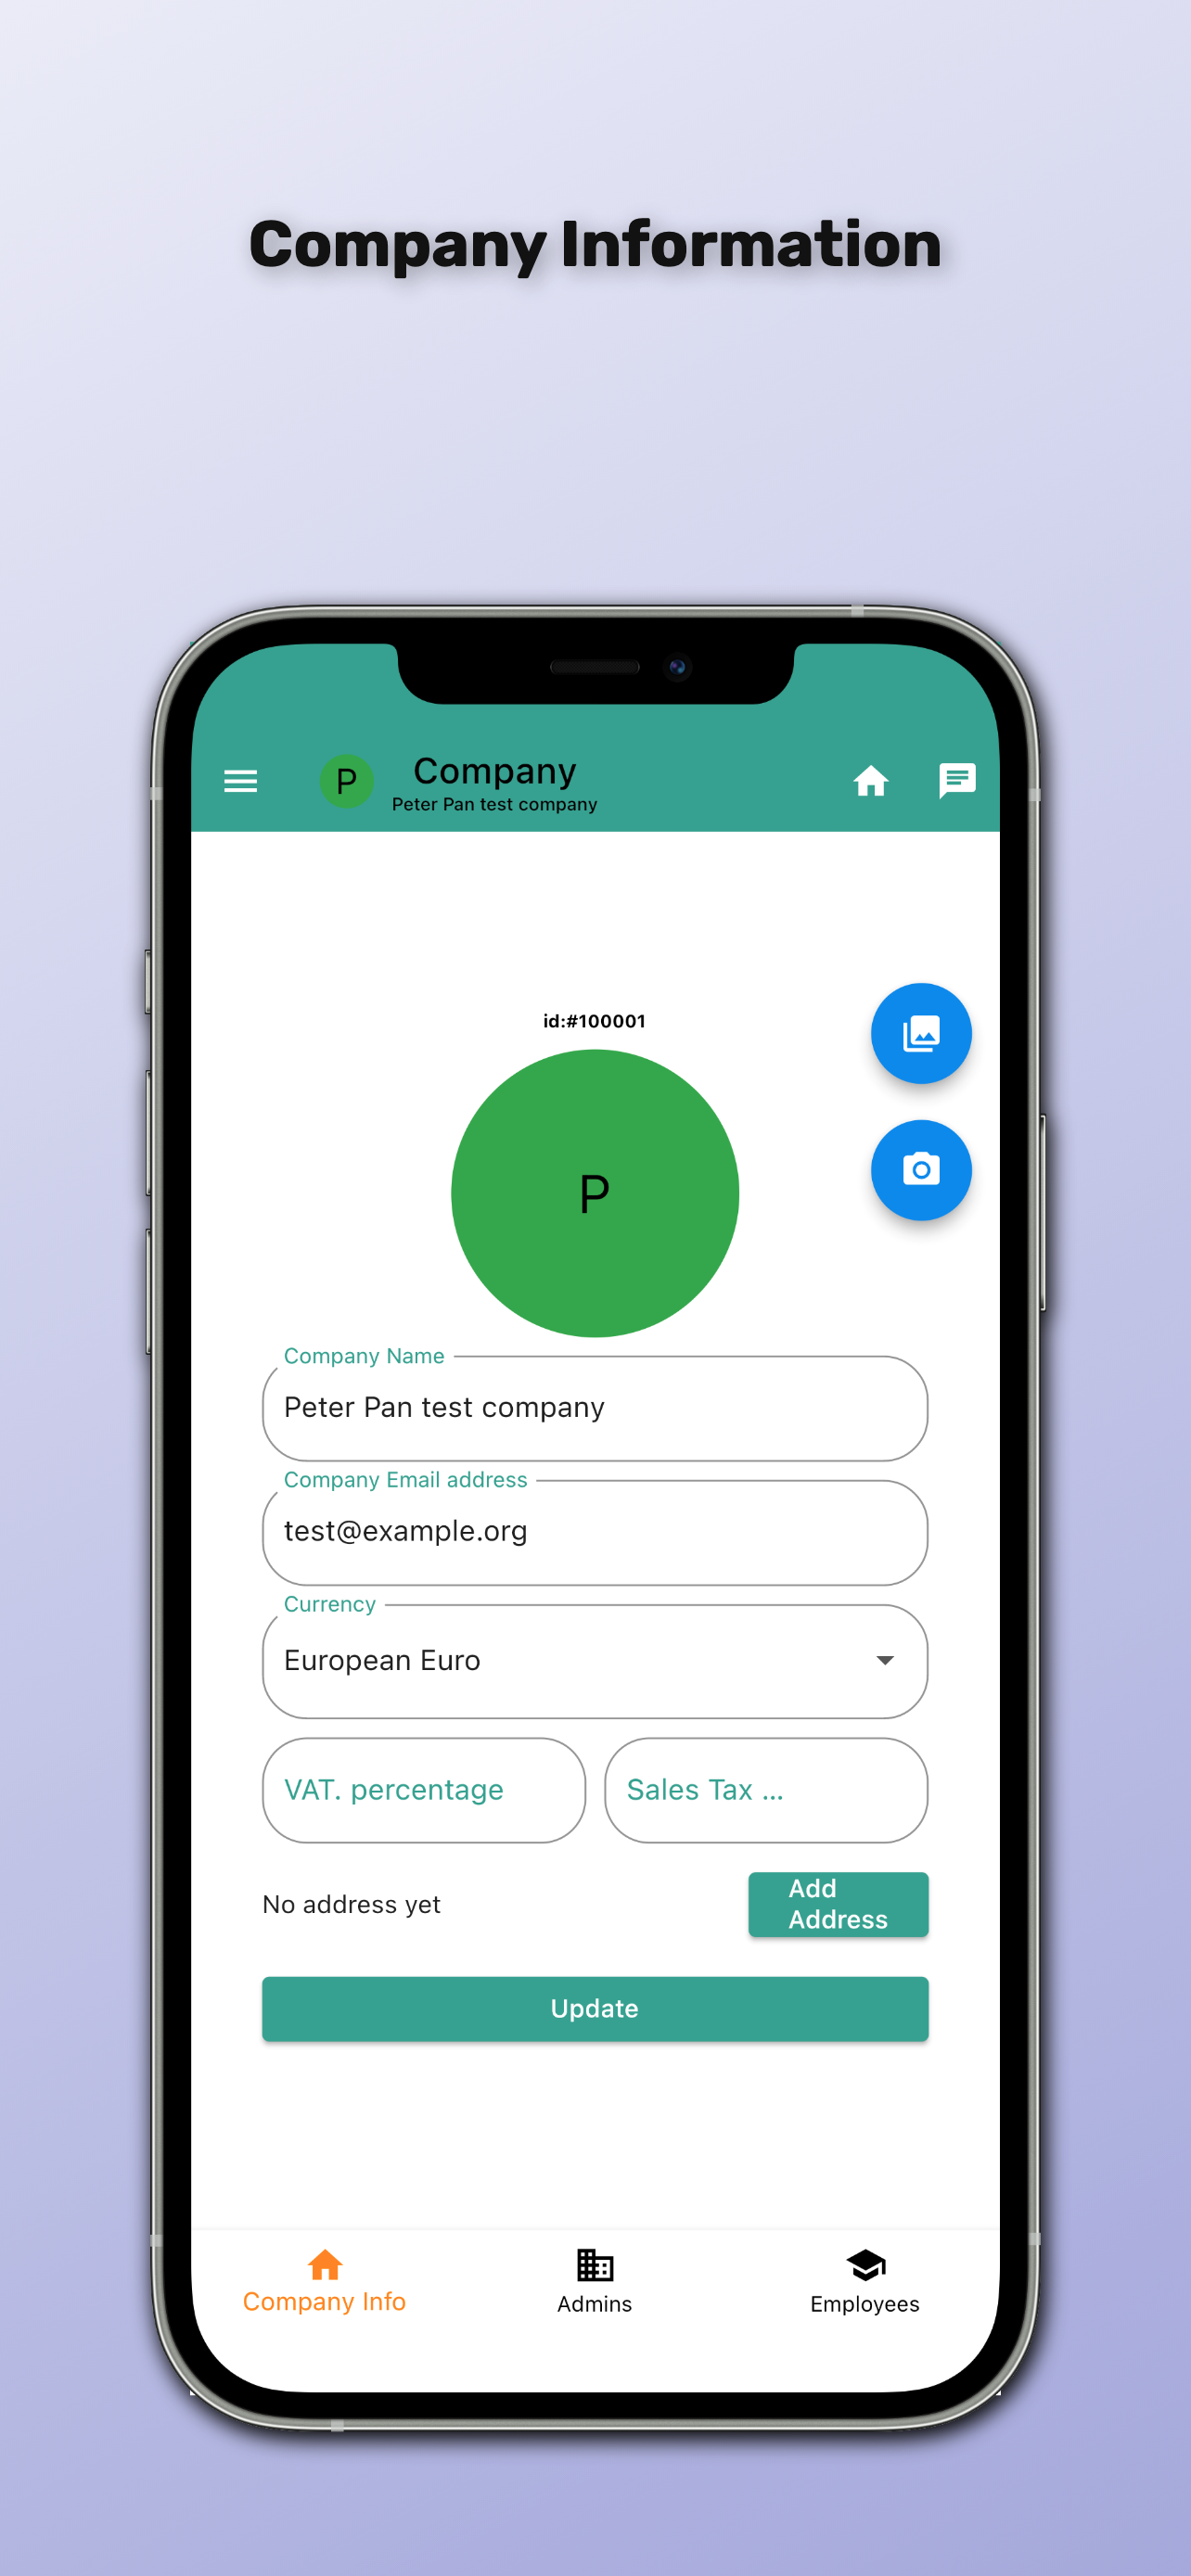 Company Information
P
Company
Peter Pan test company
id:#100001
P
Company Name
Peter Pan test company
Company Email address
test@example.org
Currency
European Euro
VAT. percentage
Sales Tax ...
No address yet
Add
Address
Update
Company Info
Admins
Employees